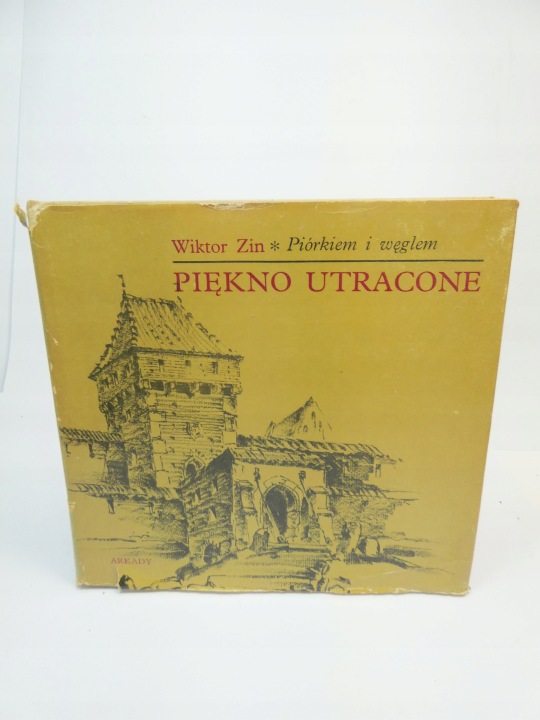 Wiktor Zin * Piórkiem i węglem
PIĘKNO UTRACONE
ARKADY